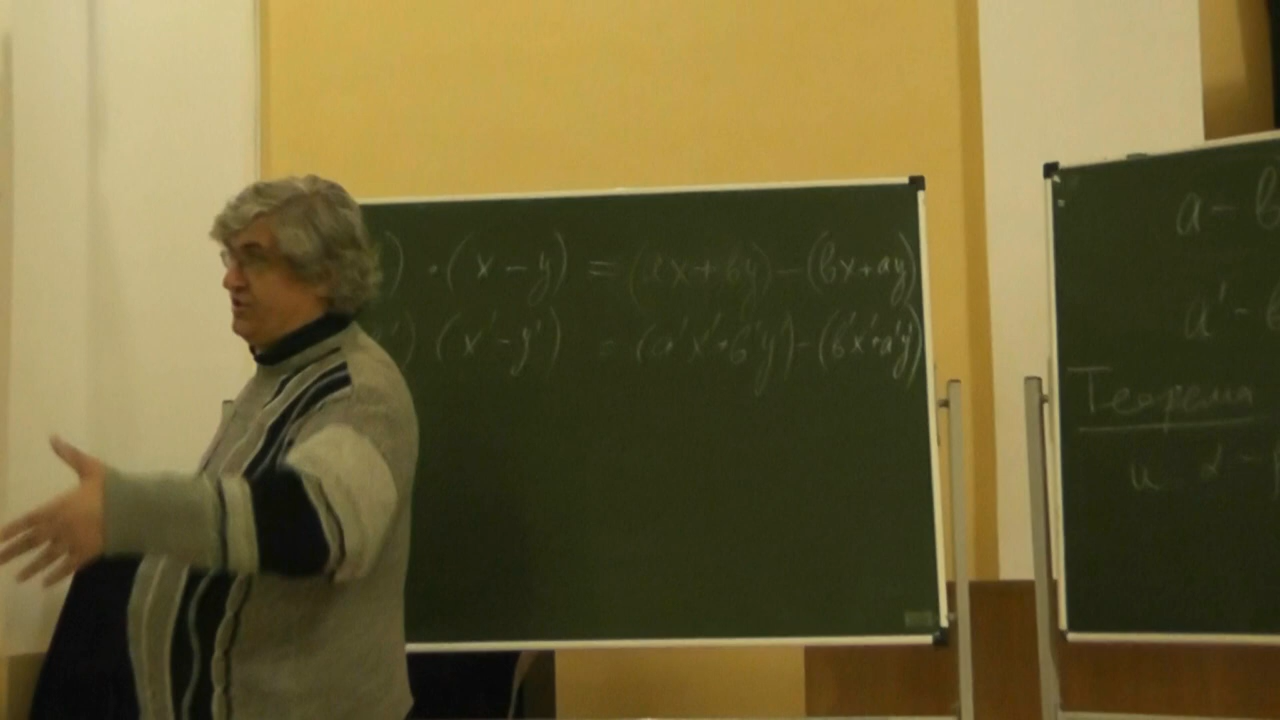 ) · (x − y) = (ax + by) − (bx + ay)
') (x' − y') = (a'x' + b'y') − (b'x' + a'y')
a −
a' −
Теорема
и α −